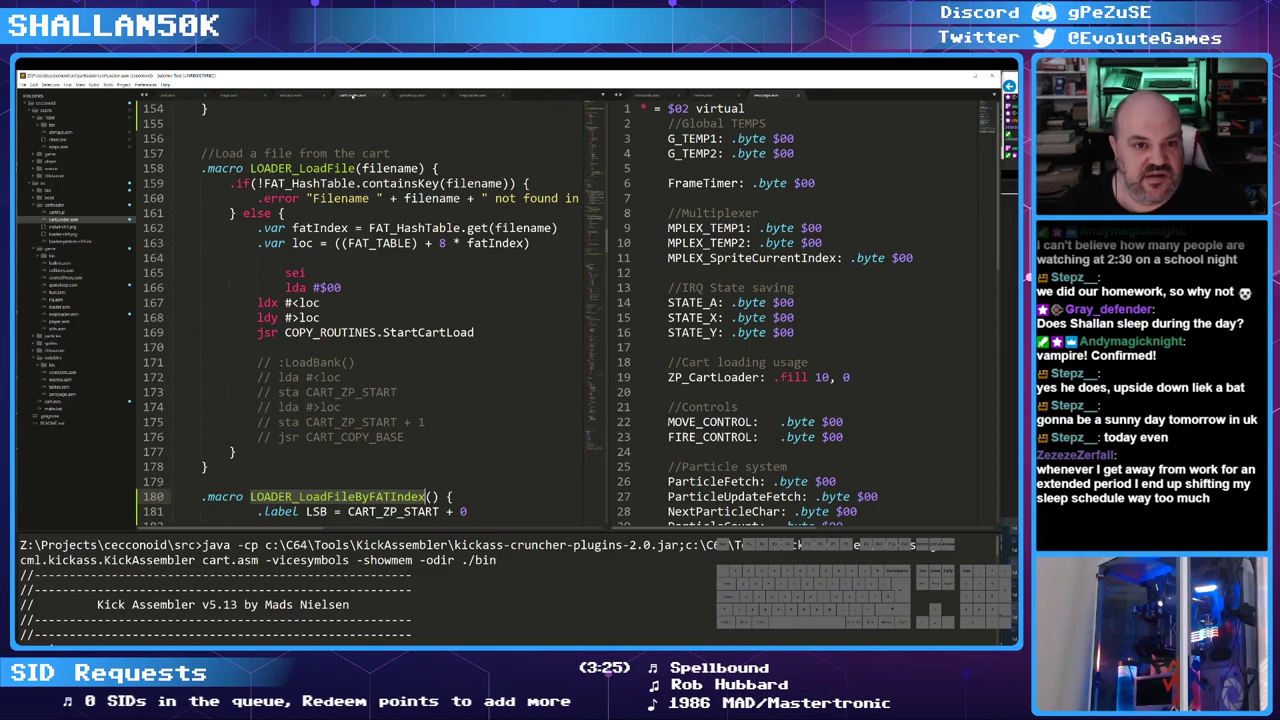 SHALLAN50K
Discord gPeZuSE
Twitter @EvoluteGames
154 }
155
156
157 //Load a file from the cart
158 .macro LOADER_LoadFile(filename) {
159 .if(!FAT_HashTable.containsKey(filename)) {
160 .error "Filename " + filename + " not found in
161 } else {
162 .var fatIndex = FAT_HashTable.get(filename)
163 .var loc = ((FAT_TABLE) + 8 * fatIndex)
164
165 sei
166 lda #$00
167 ldx #<loc
168 ldy #>loc
169 jsr COPY_ROUTINES.StartCartLoad
170
171 // :LoadBank()
172 // lda #<loc
173 // sta CART_ZP_START
174 // lda #>loc
175 // sta CART_ZP_START + 1
176 // jsr CART_COPY_BASE
177 }
178 }
179
180 .macro LOADER_LoadFileByFATIndex() {
181 .label LSB = CART_ZP_START + 0
1 * = $02 virtual
2 //Global TEMPS
3 G_TEMP1: .byte $00
4 G_TEMP2: .byte $00
5
6 FrameTimer: .byte $00
7
8 //Multiplexer
9 MPLEX_TEMP1: .byte $00
10 MPLEX_TEMP2: .byte $00
11 MPLEX_SpriteCurrentIndex: .byte $00
12
13 //IRQ State saving
14 STATE_A: .byte $00
15 STATE_X: .byte $00
16 STATE_Y: .byte $00
17
18 //Cart loading usage
19 ZP_CartLoader: .fill 10, 0
20
21 //Controls
22 MOVE_CONTROL: .byte $00
23 FIRE_CONTROL: .byte $00
24
25 //Particle system
26 ParticleFetch: .byte $00
27 ParticleUpdateFetch: .byte $00
28 NextParticleChar: .byte $00
Z:\Projects\cecconoid\src>java -cp c:\C64\Tools\KickAssembler\kickass-cruncher-plugins-2.0.jar;c:\C6
cml.kickass.KickAssembler cart.asm -vicesymbols -showmem -odir ./bin
//------------------------------------------------------
//------------------------------------------------------
// Kick Assembler v5.13 by Mads Nielsen
//------------------------------------------------------
//------------------------------------------------------
Andymagicknight:
I can't believe how many people are
watching at 2:30 on a school night
Stepz__:
we did our homework, so why not
Gray_defender:
Does Shallan sleep during the day?
Andymagicknight:
vampire! Confirmed!
Stepz__:
yes he does, upside down liek a bat
Stepz__:
gonna be a sunny day tomorrow in uk
Stepz__: today even
ZezezeZerfall:
whenever I get away from work for an
extended period I end up shifting my
sleep schedule way too much
SID Requests
0 SIDs in the queue, Redeem points to add more
(3:25) Spellbound
Rob Hubbard
1986 MAD/Mastertronic